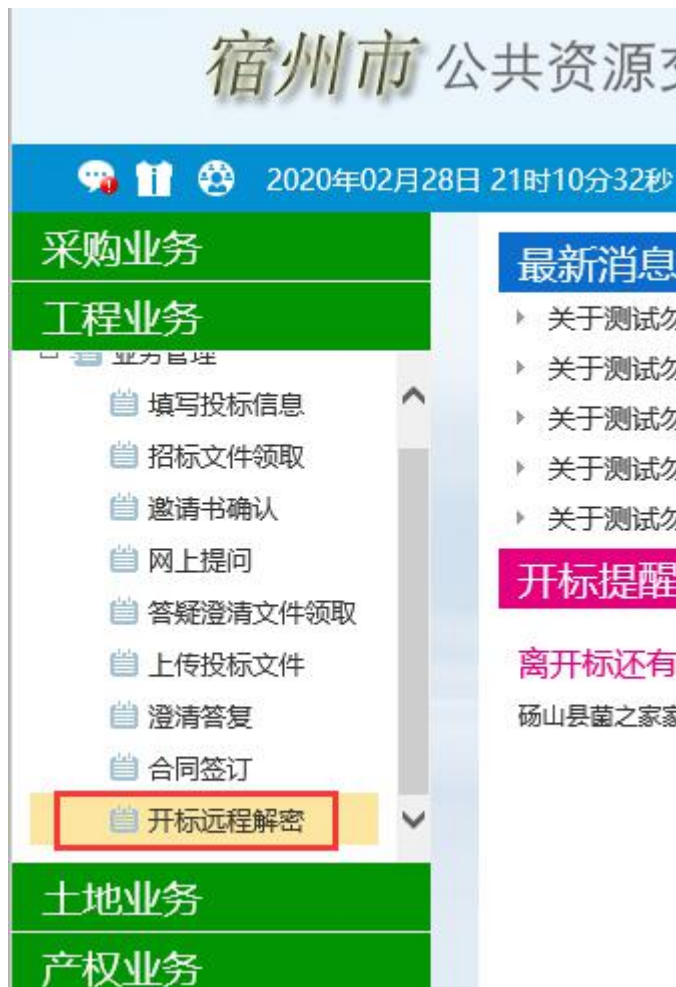 宿州市 公共资源
2020年02月28日 21时10分32秒
采购业务
工程业务
业务管理
填写投标信息
招标文件领取
邀请书确认
网上提问
答疑澄清文件领取
上传投标文件
澄清答复
合同签订
开标远程解密
土地业务
产权业务
最新消息
关于测试勿
关于测试勿
关于测试勿
关于测试勿
关于测试勿
开标提醒
离开标还有
砀山县菌之家